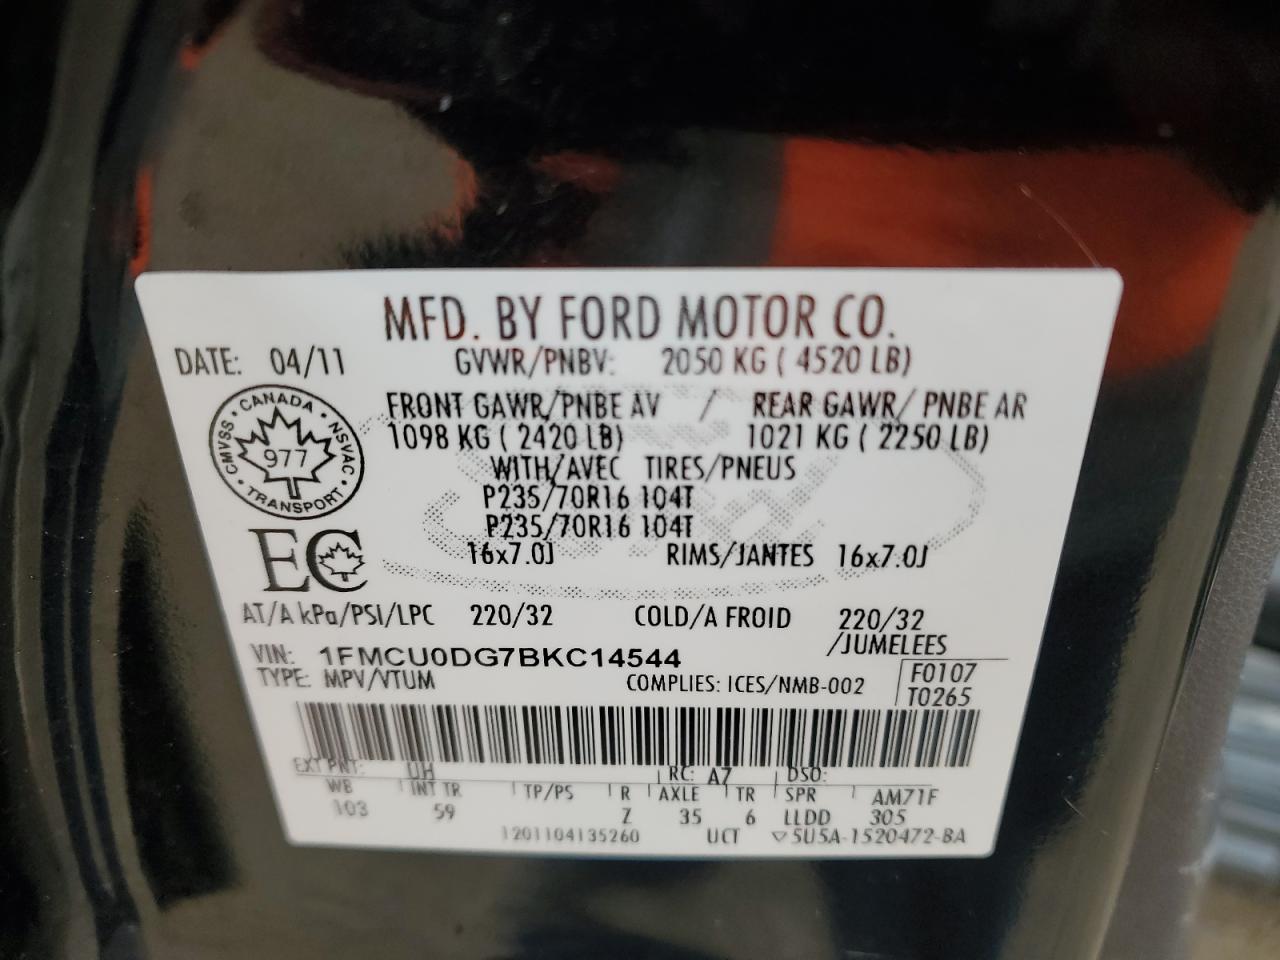 MFD. BY FORD MOTOR CO.
DATE: 04/11 GVWR/PNBV: 2050 KG ( 4520 LB)
FRONT GAWR/PNBE AV / REAR GAWR/ PNBE AR
1098 KG ( 2420 LB) 1021 KG ( 2250 LB)
WITH/AVEC TIRES/PNEUS
P235/70R16 104T
P235/70R16 104T
16x7.0J RIMS/JANTES 16x7.0J
CANADA
CMVSS • NSVAC
977
TRANSPORT
EC
AT/A kPa/PSI/LPC 220/32 COLD/A FROID 220/32
/JUMELEES
VIN: 1FMCU0DG7BKC14544
TYPE: MPV/VTUM COMPLIES: ICES/NMB-002
F0107
T0265
EXT PNT: UH RC: A7 DSO:
WB INT TR TP/PS R AXLE TR SPR AM71F
103 59 Z 35 6 LLDD 305
1201104135260 UCT ▽5U5A-1520472-BA